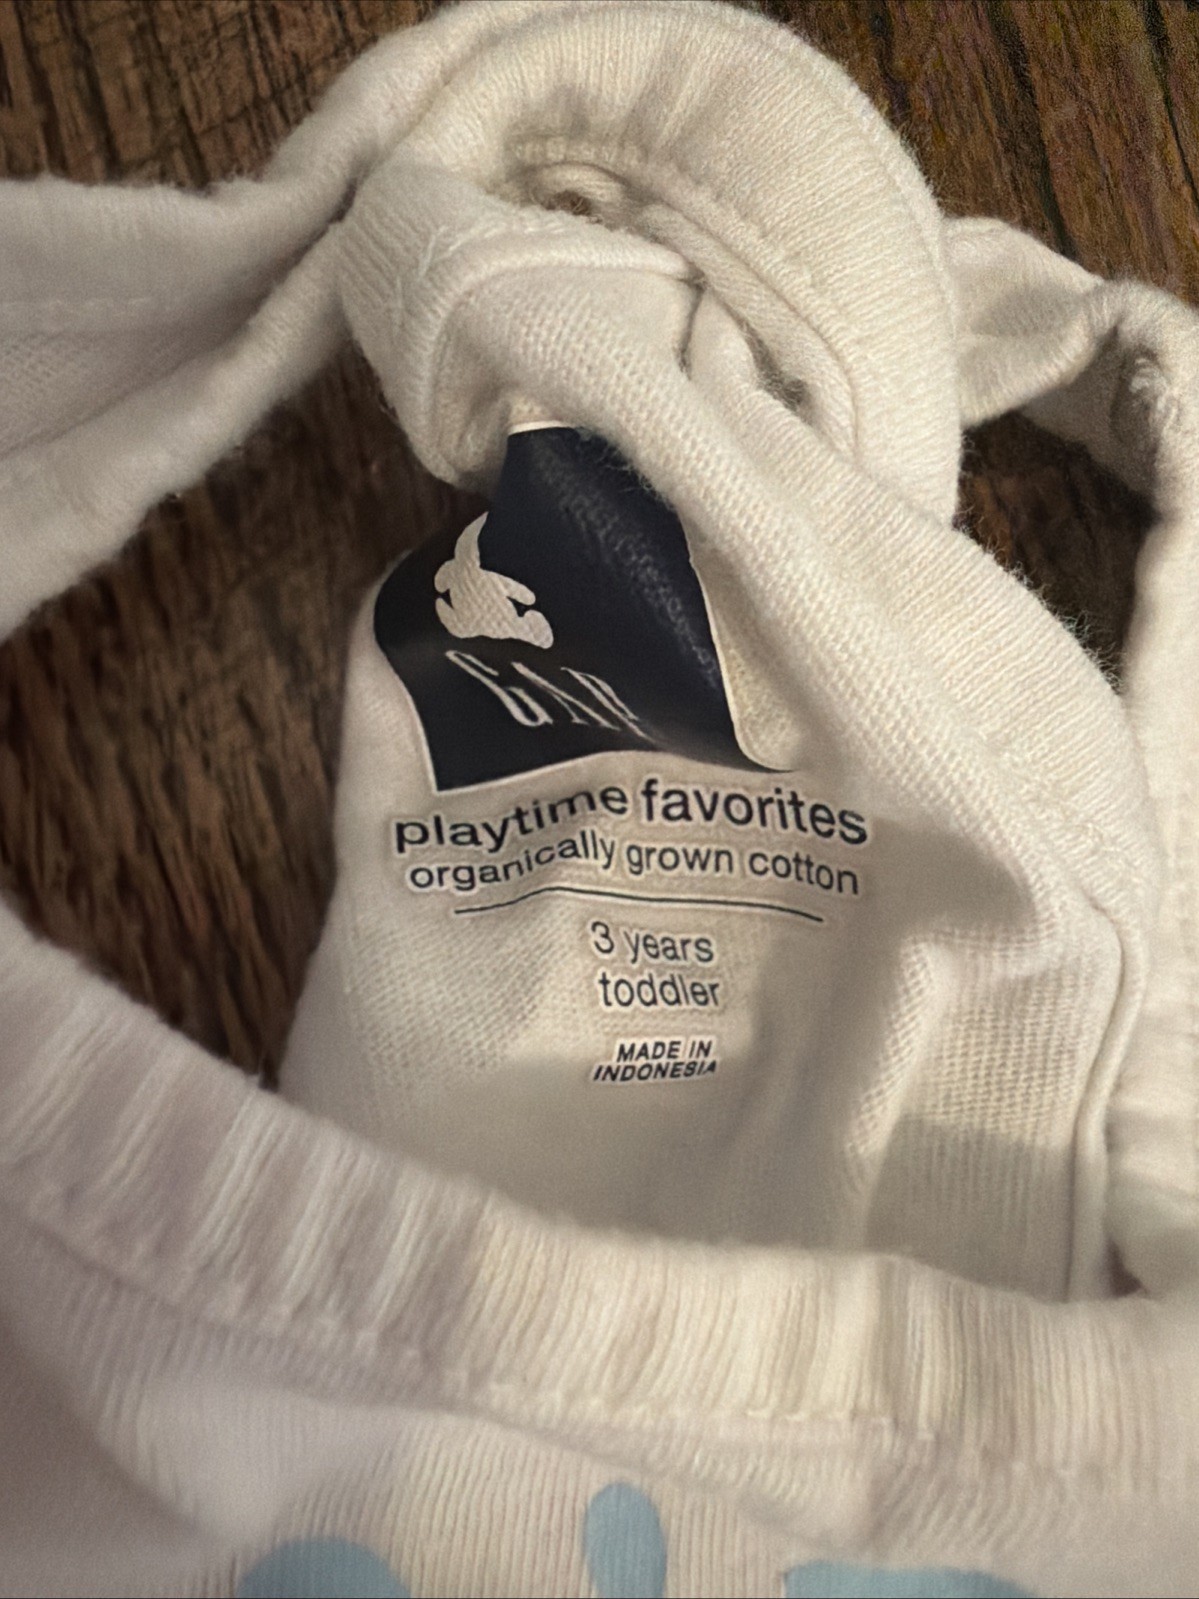 GAP
playtime favorites
organically grown cotton
3 years
toddler
MADE IN
INDONESIA